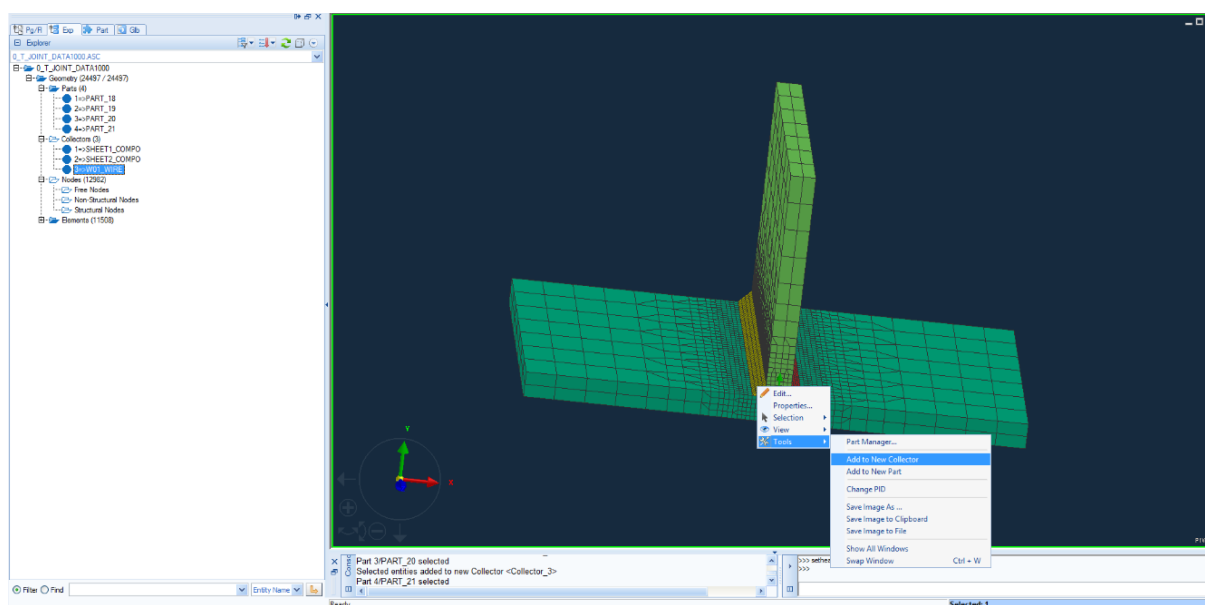 Pg/R Exp Part Glb
Explorer
0_T_JOINT_DATA1000.ASC
0_T_JOINT_DATA1000
Geometry (24497 / 24497)
Parts (4)
1=>PART_18
2=>PART_19
3=>PART_20
4=>PART_21
Collectors (3)
1=>SHEET1_COMPO
2=>SHEET2_COMPO
3=>W01_WIRE
Nodes (12982)
Free Nodes
Non-Structural Nodes
Structural Nodes
Elements (11508)
Edit...
Properties...
Selection
View
Tools
Part Manager...
Add to New Collector
Add to New Part
Change PID
Save Image As ...
Save Image to Clipboard
Save Image to File
Show All Windows
Swap Window Ctrl + W
Y
X
Part 3/PART_20 selected
Selected entities added to new Collector <Collector_3>
Part 4/PART_21 selected
>>>
Filter Find Entity Name
Ready
Selected: 1